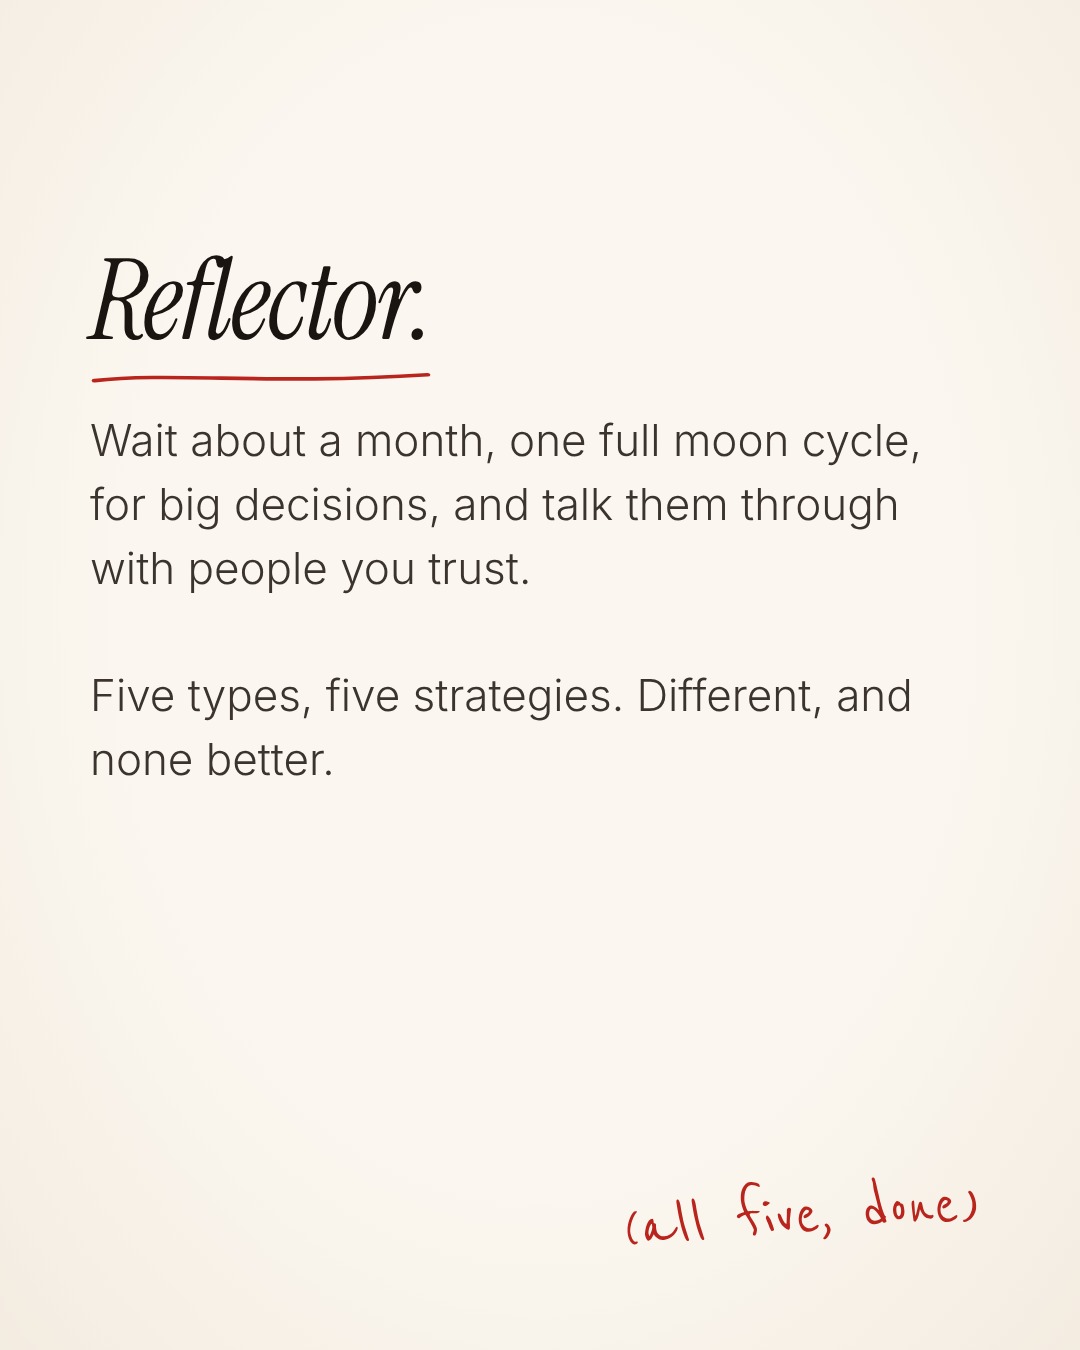 Reflector.
Wait about a month, one full moon cycle,
for big decisions, and talk them through
with people you trust.
Five types, five strategies. Different, and
none better.
(all five, done)